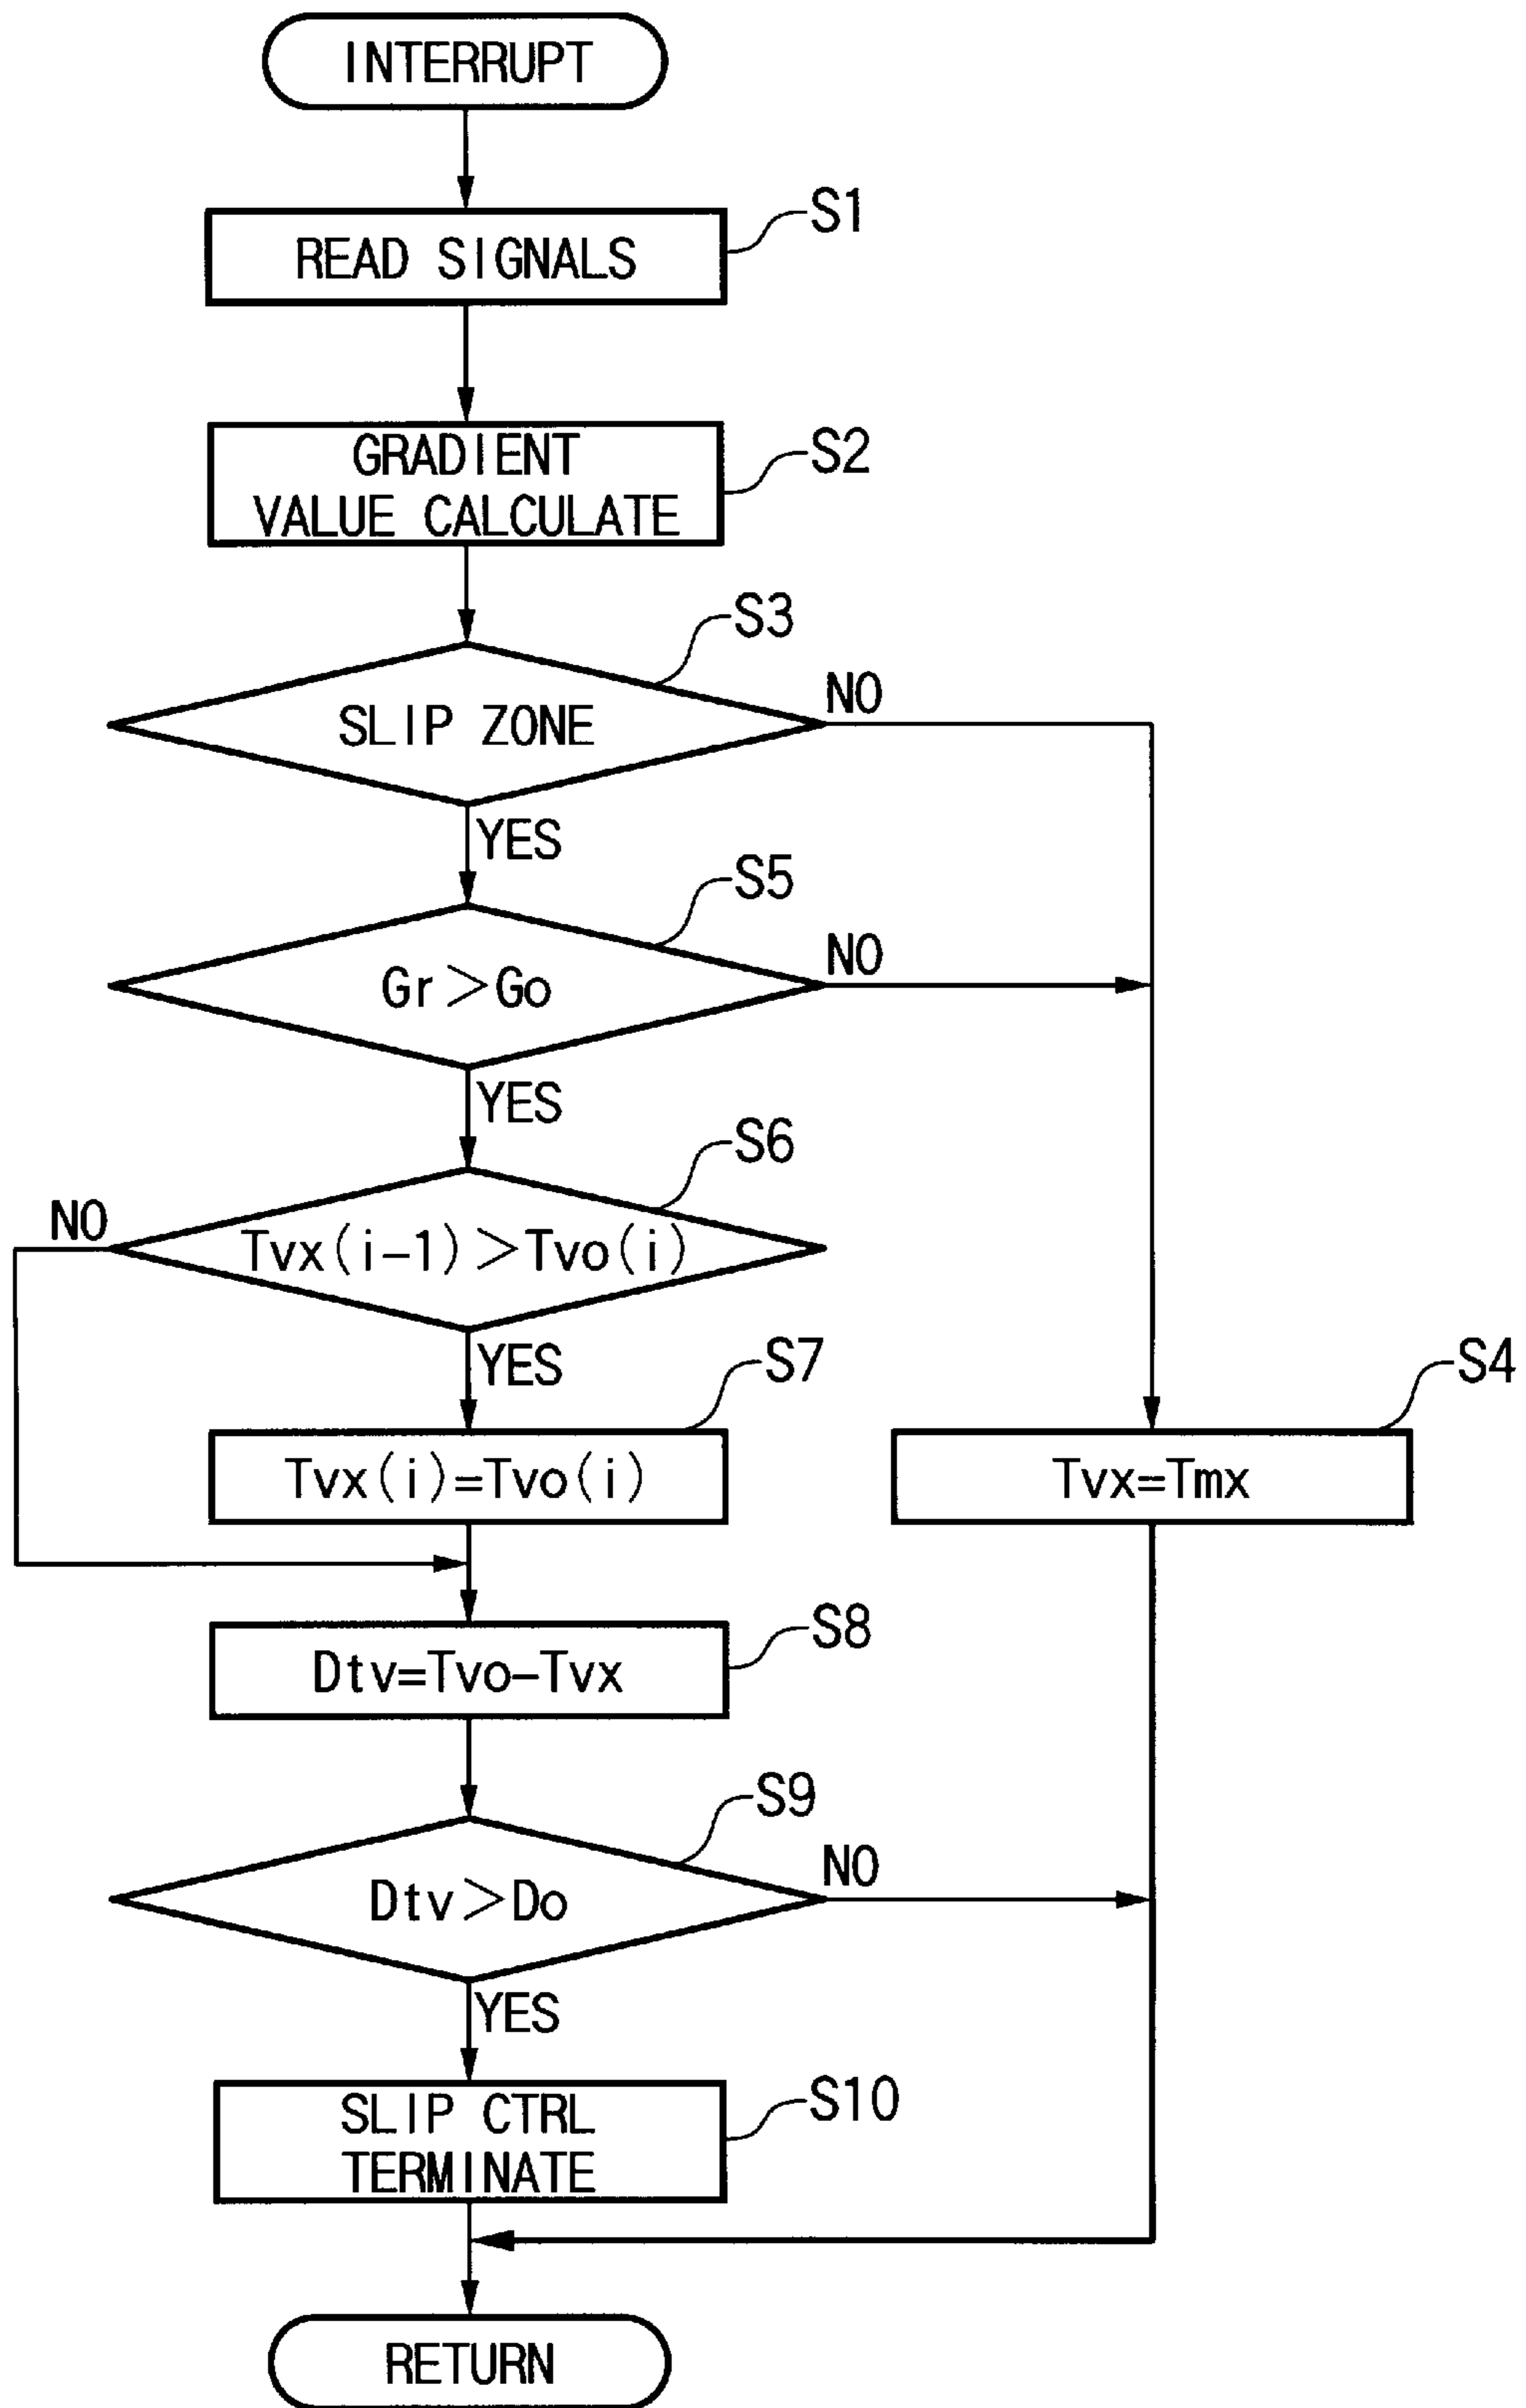 INTERRUPT
S1
READ SIGNALS
S2
GRADIENT
VALUE CALCULATE
S3
NO
SLIP ZONE
YES
S5
NO
Gr>Go
YES
S6
NO
Tvx(i-1)>Tvo(i)
YES
S7
S4
Tvx(i)=Tvo(i)
Tvx=Tmx
S8
Dtv=Tvo-Tvx
S9
NO
Dtv>Do
YES
S10
SLIP CTRL
TERMINATE
RETURN